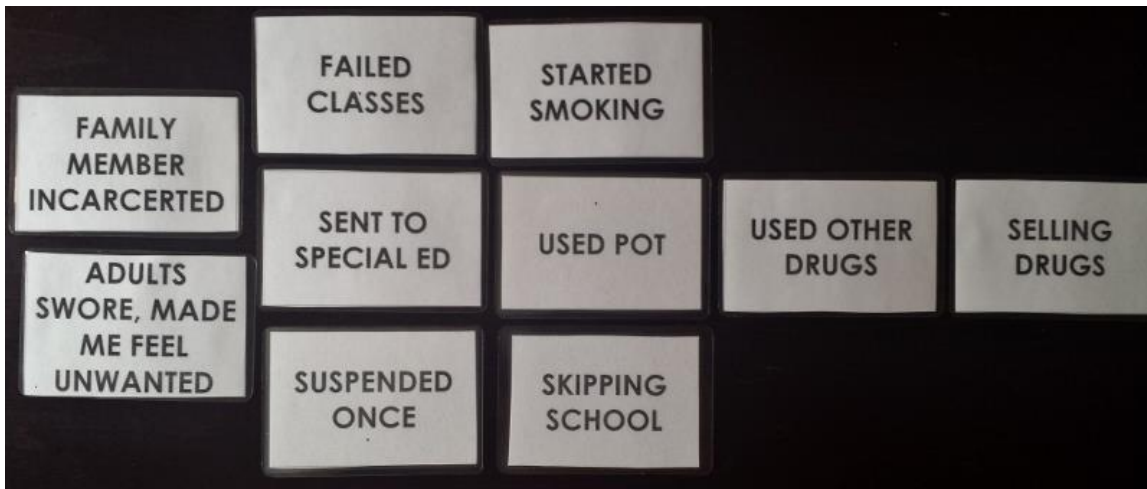 FAMILY
MEMBER
INCARCERTED
ADULTS
SWORE, MADE
ME FEEL
UNWANTED
FAILED
CLASSES
SENT TO
SPECIAL ED
SUSPENDED
ONCE
STARTED
SMOKING
USED POT
SKIPPING
SCHOOL
USED OTHER
DRUGS
SELLING
DRUGS